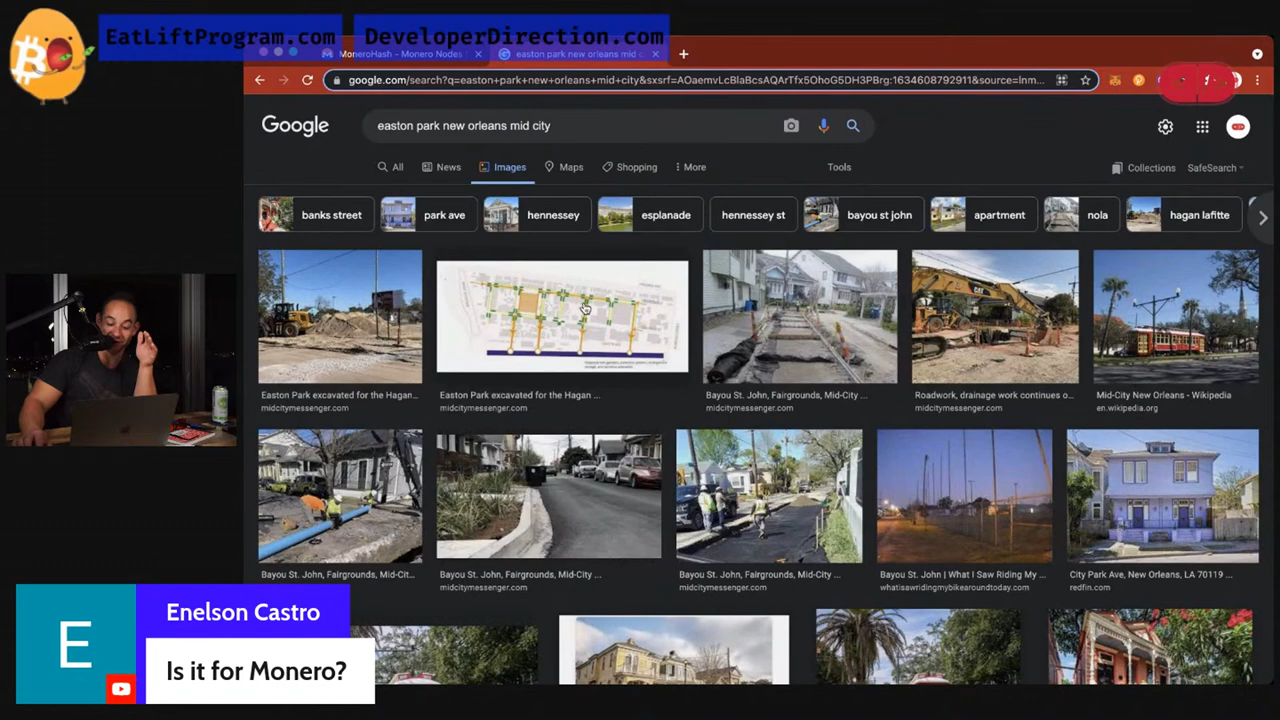 EatLiftProgram.com
DeveloperDirection.com
MoneroHash - Monero Nodes
easton park new orleans mid c
google.com/search?q=easton+park+new+orleans+mid+city&sxsrf=AOaemvLcBlaBcsAQArTfx5OhoG5DH3PBrg:1634608792911&source=lnm...
Google
easton park new orleans mid city
All
News
Images
Maps
Shopping
More
Tools
Collections
SafeSearch
banks street
park ave
hennessey
esplanade
hennessey st
bayou st john
apartment
nola
hagan lafitte
Easton Park excavated for the Hagan...
midcitymessenger.com
Easton Park excavated for the Hagan ...
midcitymessenger.com
Bayou St. John, Fairgrounds, Mid-City ...
midcitymessenger.com
Roadwork, drainage work continues o...
midcitymessenger.com
Mid-City New Orleans - Wikipedia
en.wikipedia.org
Bayou St. John, Fairgrounds, Mid-Cit...
midcitymessenger.com
Bayou St. John, Fairgrounds, Mid-City ...
midcitymessenger.com
Bayou St. John, Fairgrounds, Mid-City ...
midcitymessenger.com
Bayou St. John | What I Saw Riding My ...
whatisawridingmybikearoundtoday.com
City Park Ave, New Orleans, LA 70119 ...
redfin.com
E
Enelson Castro
Is it for Monero?